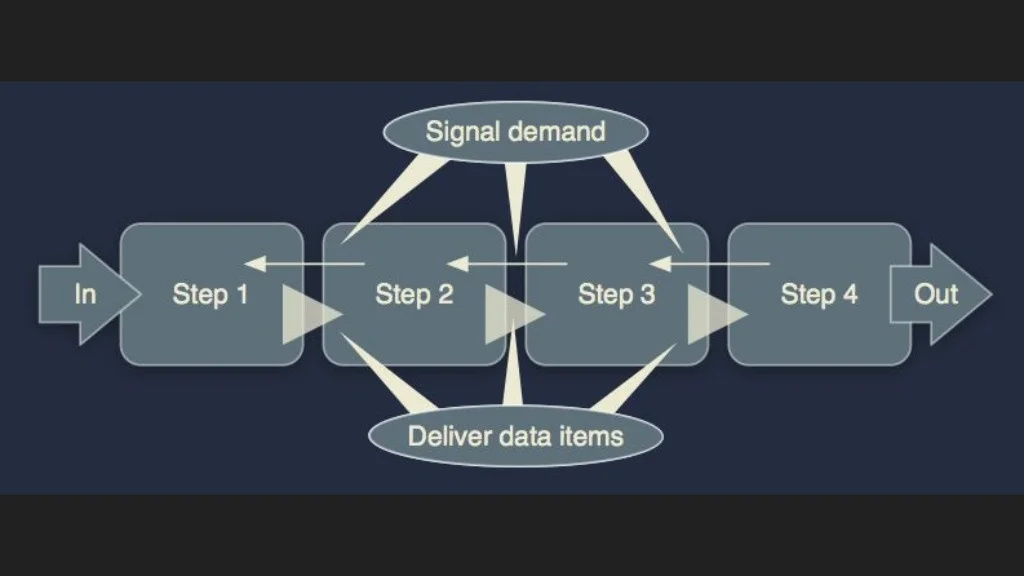 Signal demand
In
Step 1
Step 2
Step 3
Step 4
Out
Deliver data items